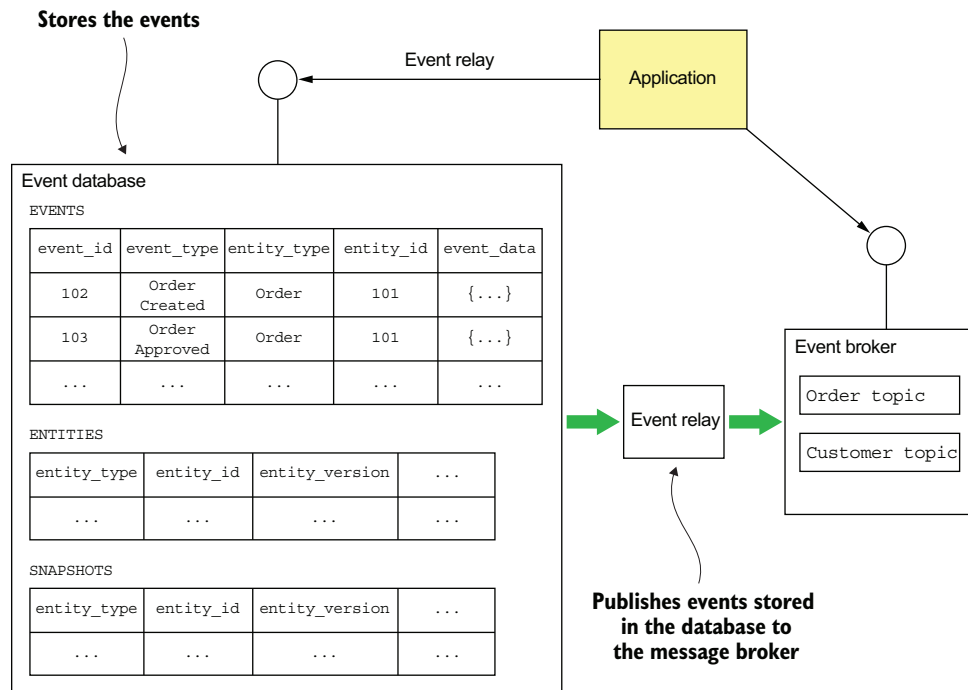 Stores the events
Event relay
Application
Event database
EVENTS
event_id event_type entity_type entity_id event_data
102 Order Created Order 101 {...}
103 Order Approved Order 101 {...}
... ... ... ... ...
ENTITIES
entity_type entity_id entity_version ...
... ... ... ...
SNAPSHOTS
entity_type entity_id entity_version ...
... ... ... ...
Event relay
Event broker
Order topic
Customer topic
Publishes events stored
in the database to
the message broker